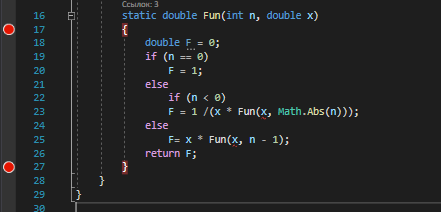 Ссылок: 3
16 static double Fun(int n, double x)
17 {
18 double F = 0;
19 if (n == 0)
20 F = 1;
21 else
22 if (n < 0)
23 F = 1 /(x * Fun(x, Math.Abs(n)));
24 else
25 F= x * Fun(x, n - 1);
26 return F;
27 }
28 }
29 }
30